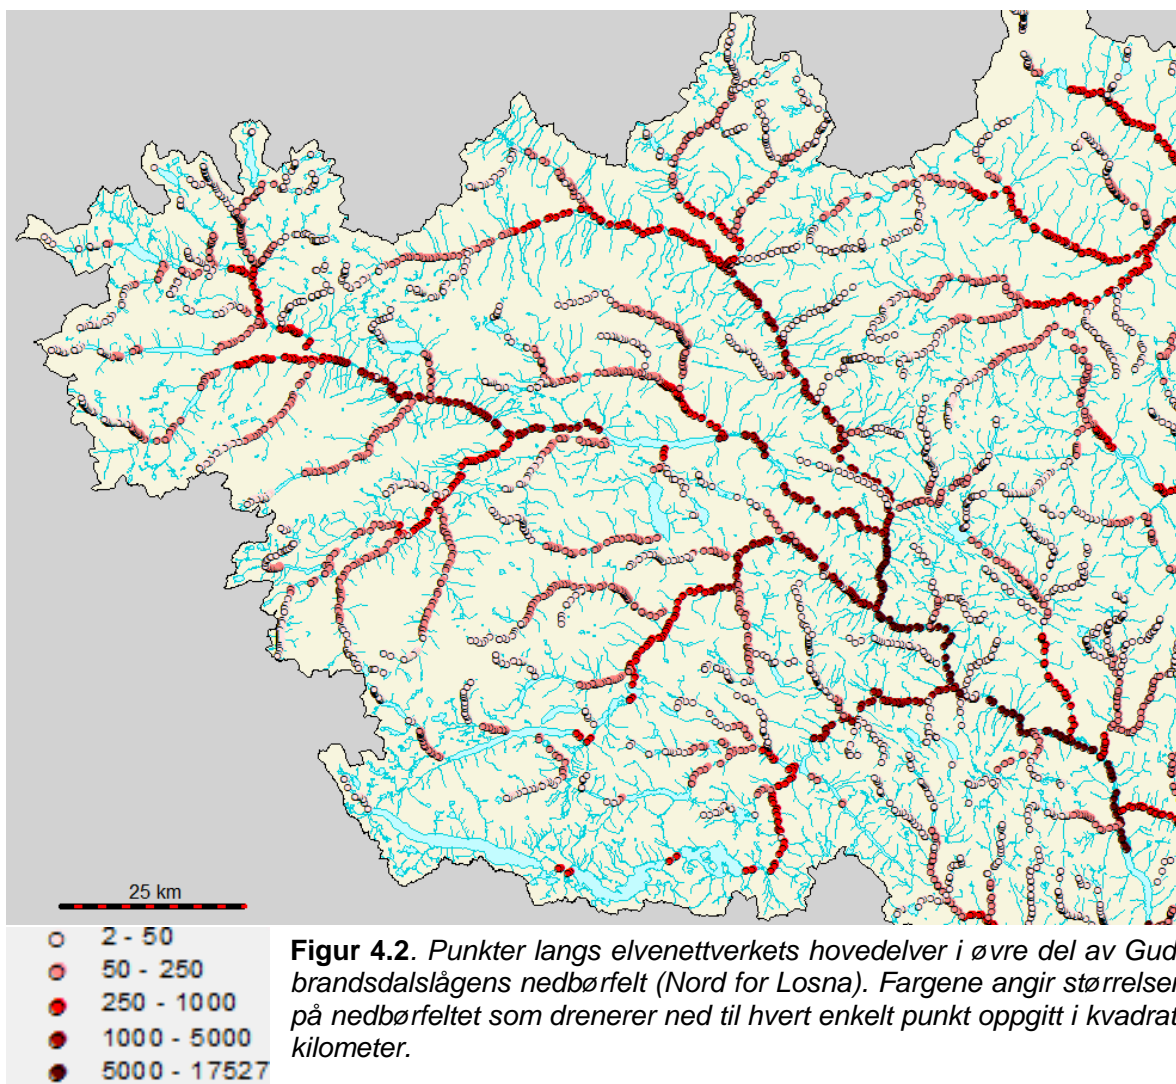 25 km
2 - 50
50 - 250
250 - 1000
1000 - 5000
5000 - 17527
Figur 4.2. Punkter langs elvenettverkets hovedelver i øvre del av Gud
brandsdalslågens nedbørfelt (Nord for Losna). Fargene angir størrelse
på nedbørfeltet som drenerer ned til hvert enkelt punkt oppgitt i kvadrat
kilometer.